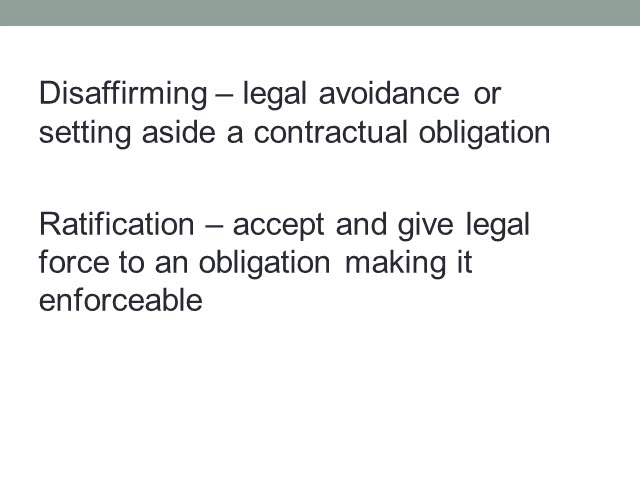 Disaffirming – legal avoidance or
setting aside a contractual obligation
Ratification – accept and give legal
force to an obligation making it
enforceable